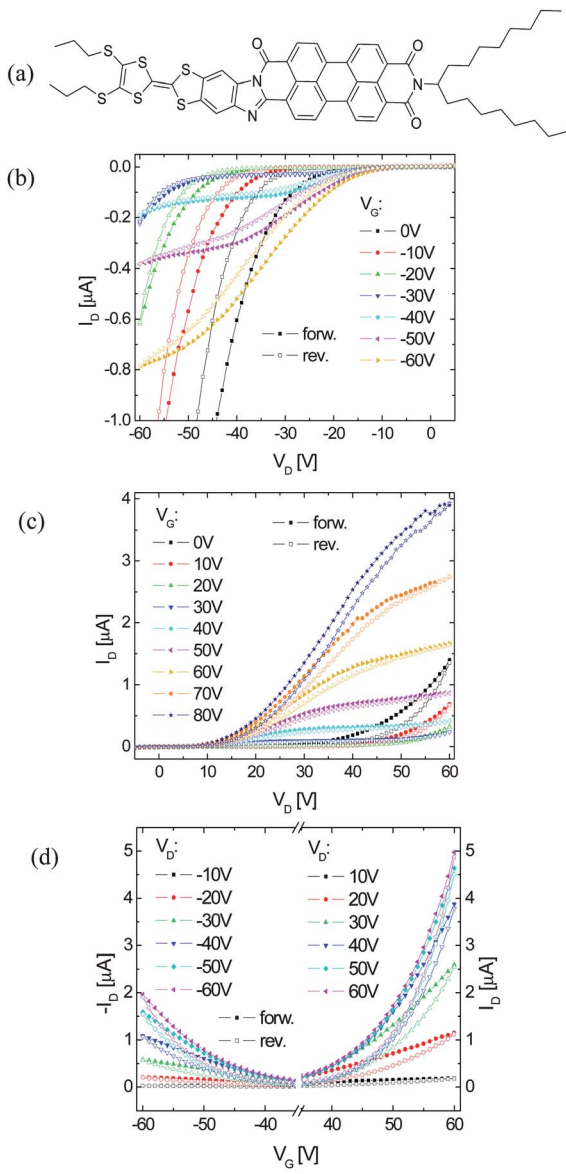 (a)
S
S
S
S
S
S
O
N
N
O
N
O
(b)
0.0
-0.2
-0.4
-0.6
-0.8
-1.0
I_D [µA]
V_G:
0V
-10V
-20V
-30V
-40V
-50V
-60V
forw.
rev.
-60 -50 -40 -30 -20 -10 0
V_D [V]
(c)
4
3
2
1
0
I_D [µA]
V_G:
0V
10V
20V
30V
40V
50V
60V
70V
80V
forw.
rev.
0 10 20 30 40 50 60
V_D [V]
(d)
5
4
3
2
1
0
-I_D [µA]
V_D:
-10V
-20V
-30V
-40V
-50V
-60V
V_D:
10V
20V
30V
40V
50V
60V
forw.
rev.
5
4
3
2
1
0
I_D [µA]
-60 -50 -40 40 50 60
V_G [V]